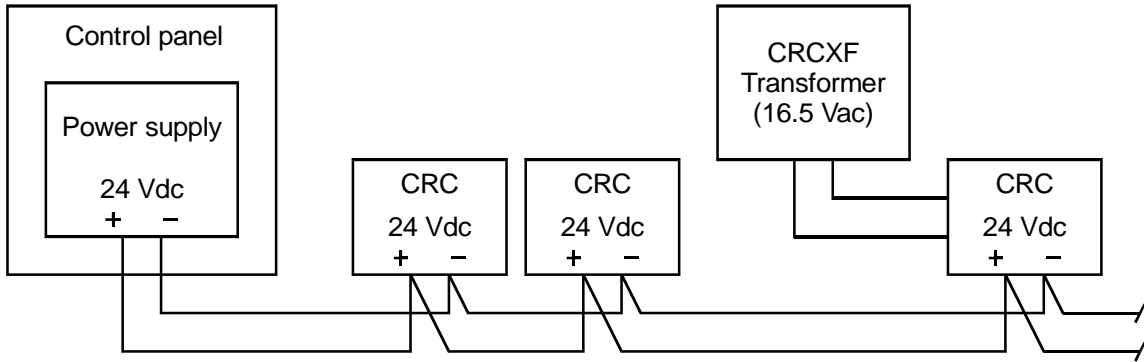 Control panel
Power supply
24 Vdc
+ –
CRCXF
Transformer
(16.5 Vac)
CRC
24 Vdc
+ –
CRC
24 Vdc
+ –
CRC
24 Vdc
+ –